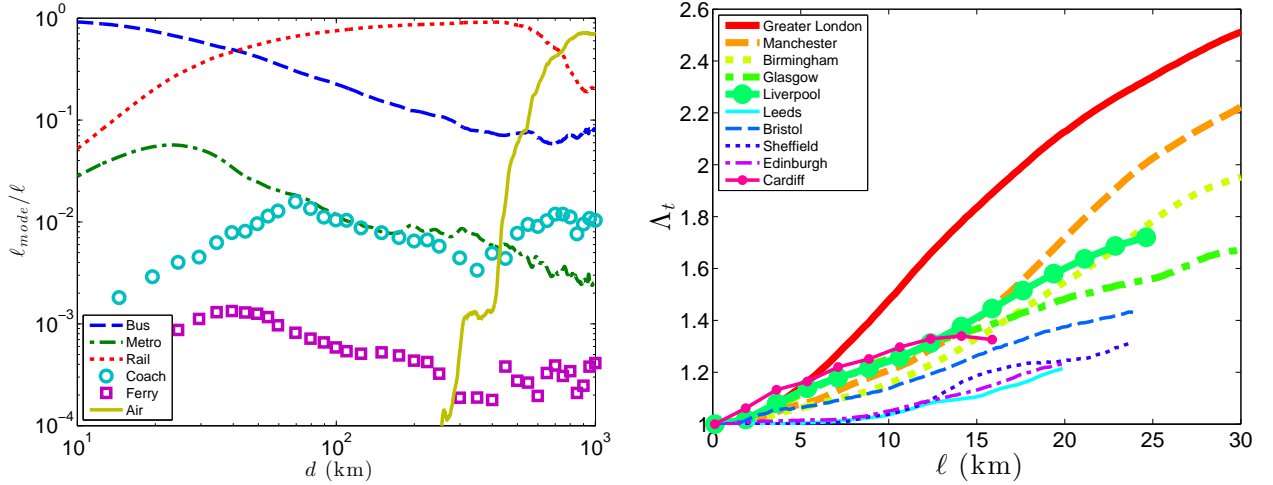 10^0
10^-1
10^-2
10^-3
10^-4
ℓ_mode/ℓ
Bus
Metro
Rail
Coach
Ferry
Air
10^1
10^2
10^3
d (km)
2.6
2.4
2.2
2
1.8
1.6
1.4
1.2
1
Λ_t
Greater London
Manchester
Birmingham
Glasgow
Liverpool
Leeds
Bristol
Sheffield
Edinburgh
Cardiff
0
5
10
15
20
25
30
ℓ (km)